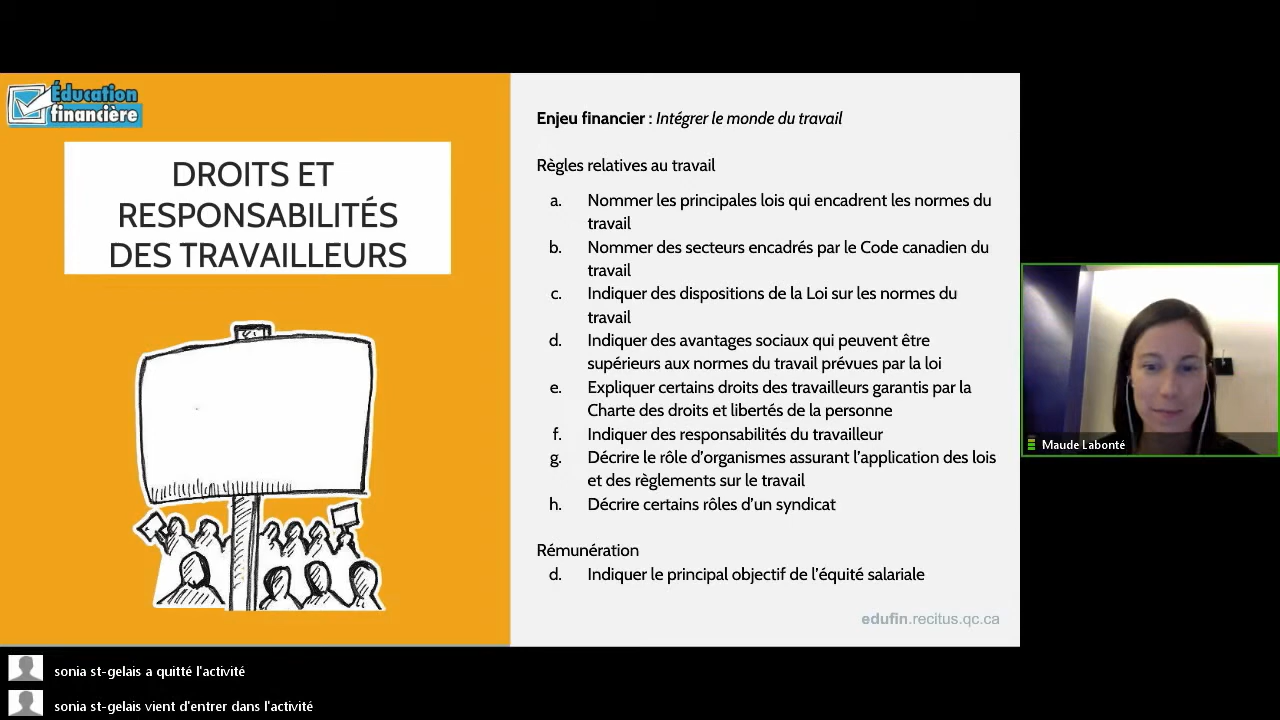 Éducation
financière
DROITS ET
RESPONSABILITÉS
DES TRAVAILLEURS
Enjeu financier : Intégrer le monde du travail
Règles relatives au travail
a. Nommer les principales lois qui encadrent les normes du
travail
b. Nommer des secteurs encadrés par le Code canadien du
travail
c. Indiquer des dispositions de la Loi sur les normes du
travail
d. Indiquer des avantages sociaux qui peuvent être
supérieurs aux normes du travail prévues par la loi
e. Expliquer certains droits des travailleurs garantis par la
Charte des droits et libertés de la personne
f. Indiquer des responsabilités du travailleur
g. Décrire le rôle d'organismes assurant l'application des lois
et des règlements sur le travail
h. Décrire certains rôles d'un syndicat
Rémunération
d. Indiquer le principal objectif de l'équité salariale
edufin.recitus.qc.ca
Maude Labonté
sonia st-gelais a quitté l'activité
sonia st-gelais vient d'entrer dans l'activité